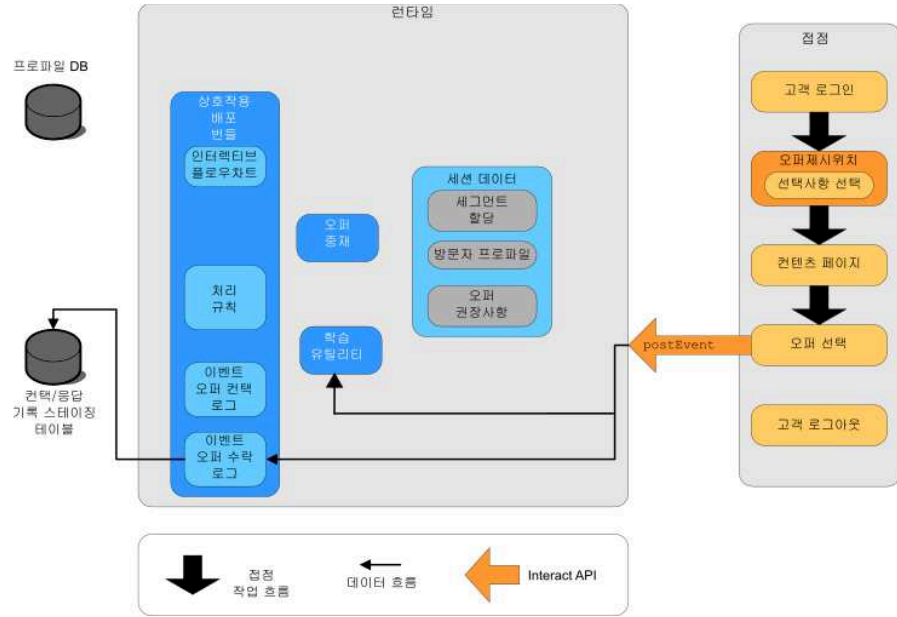 런타임
프로파일 DB
상호작용
배포
번들
인터랙티브
플로우차트
처리
규칙
이벤트
오퍼 컨택
로그
이벤트
오퍼 수락
로그
컨택/응답
기록 스테이징
테이블
오퍼
중재
학습
유틸리티
세션 데이터
세그먼트
할당
방문자 프로파일
오퍼
권장사항
postEvent
접점
고객 로그인
오퍼제시위치
선택사항 선택
컨텐츠 페이지
오퍼 선택
고객 로그아웃
접점
작업 흐름
데이터 흐름
Interact API